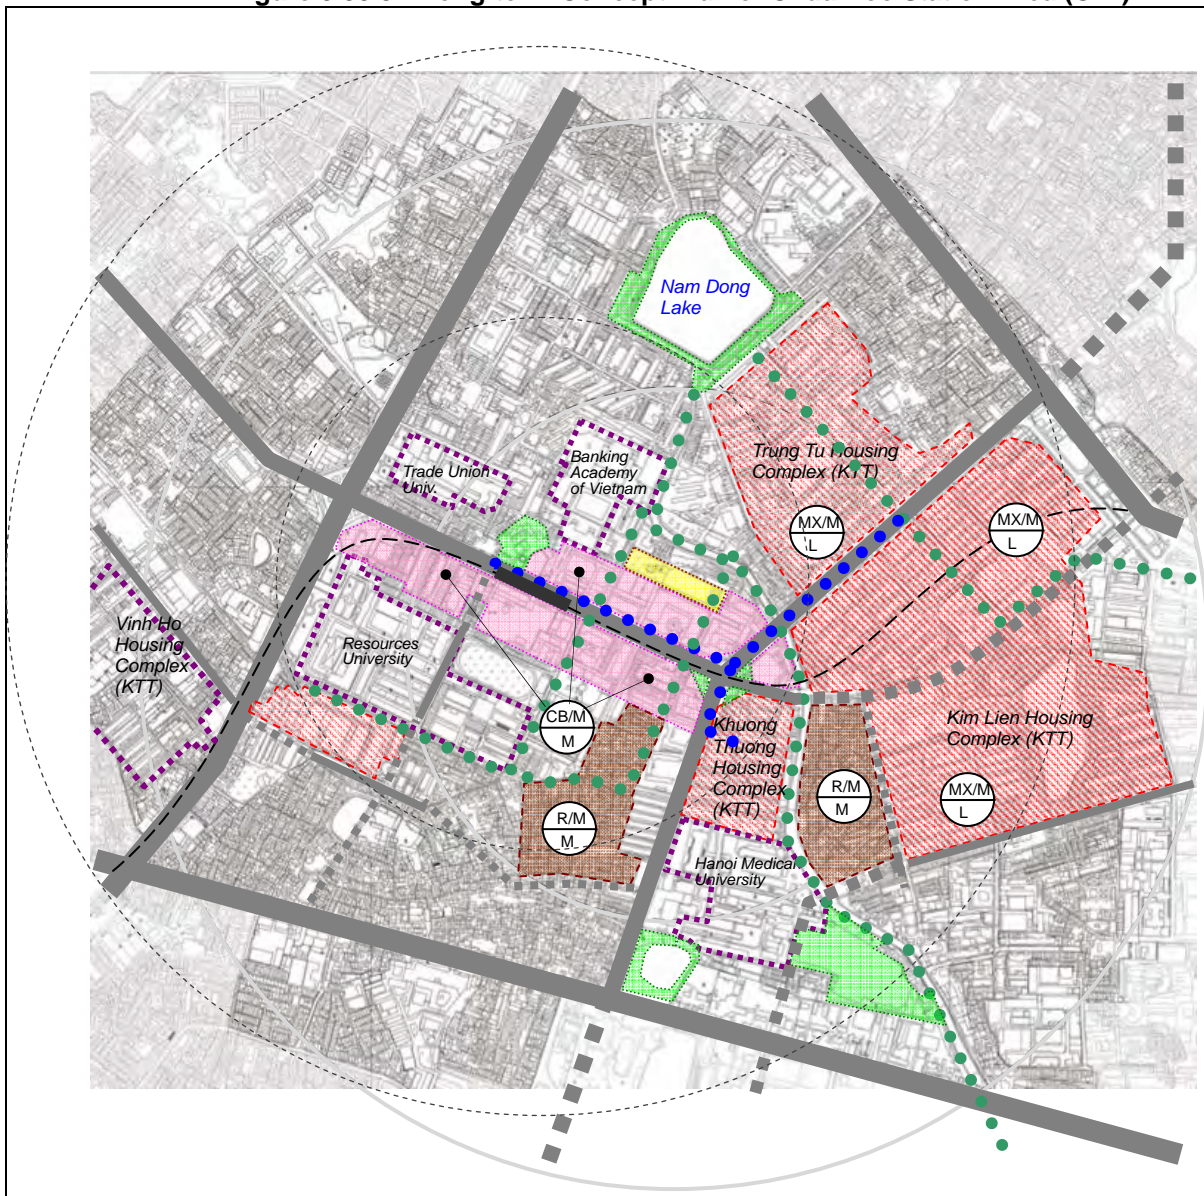 Nam Dong
Lake
Trung Tu Housing
Complex (KTT)
Banking
Academy
of Vietnam
Trade Union
Univ.
MX/M
L
MX/M
L
Vinh Ho
Housing
Complex
(KTT)
Resources
University
CB/M
M
Khuong
Thuong
Housing
Complex
(KTT)
Kim Lien Housing
Complex (KTT)
R/M
M
MX/M
L
R/M
M
Hanoi Medical
University